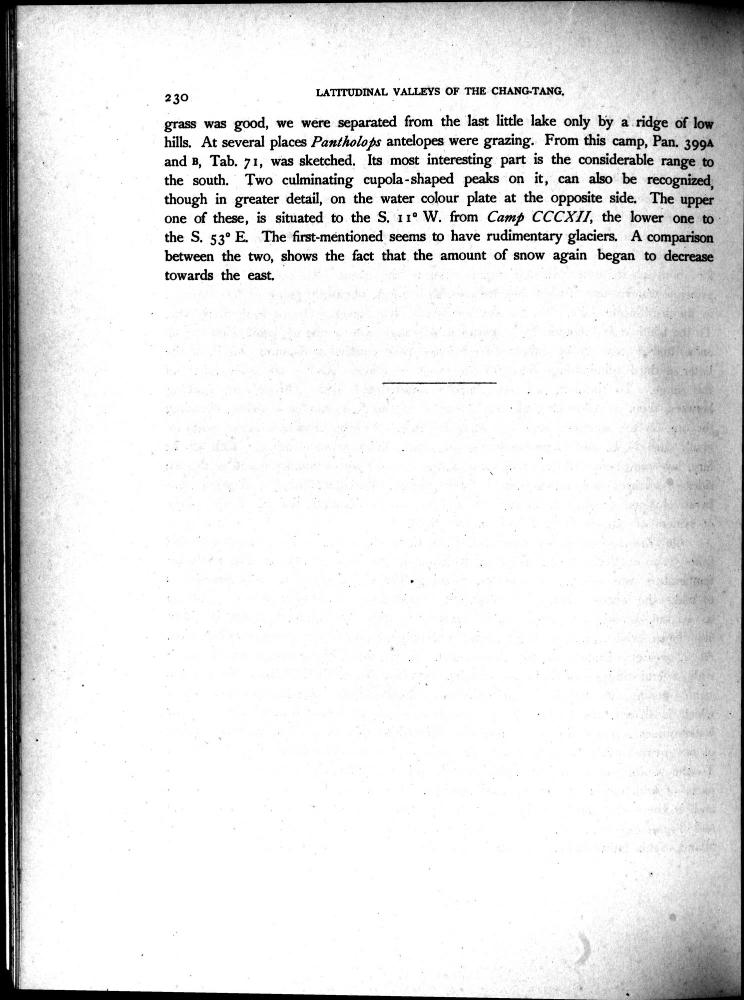 230
LATITUDINAL VALLEYS OF THE CHANG-TANG.
grass was good, we were separated from the last little lake only by a ridge of low
hills. At several places Pantholops antelopes were grazing. From this camp, Pan. 399A
and B, Tab. 71, was sketched. Its most interesting part is the considerable range to
the south. Two culminating cupola-shaped peaks on it, can also be recognized,
though in greater detail, on the water colour plate at the opposite side. The upper
one of these, is situated to the S. 11° W. from Camp CCCXII, the lower one to
the S. 53° E. The first-mentioned seems to have rudimentary glaciers. A comparison
between the two, shows the fact that the amount of snow again began to decrease
towards the east.